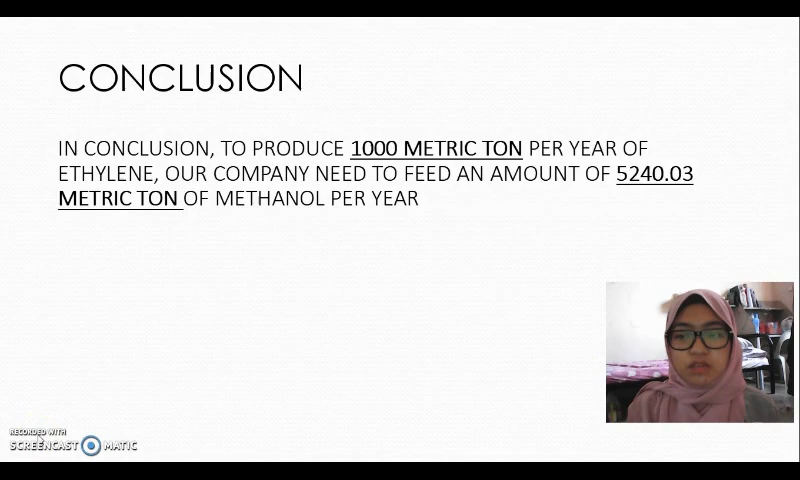 CONCLUSION
IN CONCLUSION, TO PRODUCE 1000 METRIC TON PER YEAR OF
ETHYLENE, OUR COMPANY NEED TO FEED AN AMOUNT OF 5240.03
METRIC TON OF METHANOL PER YEAR
RECORDED WITH
SCREENCAST MATIC